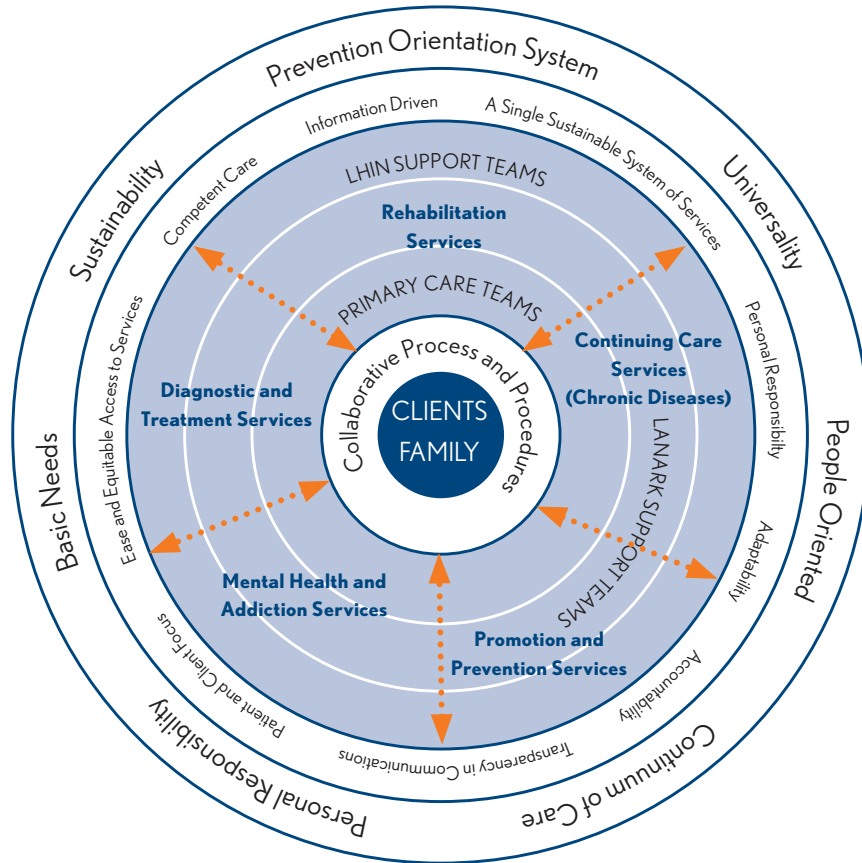 Prevention Orientation System
Universality
People Oriented
Continuum of Care
Personal Responsibility
Basic Needs
Sustainability
Information Driven
A Single Sustainable System of Services
Personal Responsibilty
Adaptability
Accountability
Transparency in Communications
Patient and Client Focus
Ease and Equitable Access to Services
Competent Care
LHIN SUPPORT TEAMS
Rehabilitation
Services
PRIMARY CARE TEAMS
Continuing Care
Services
(Chronic Diseases)
LANARK SUPPORT TEAMS
Promotion and
Prevention Services
Mental Health and
Addiction Services
Diagnostic and
Treatment Services
Collaborative Process and Procedures
CLIENTS
FAMILY